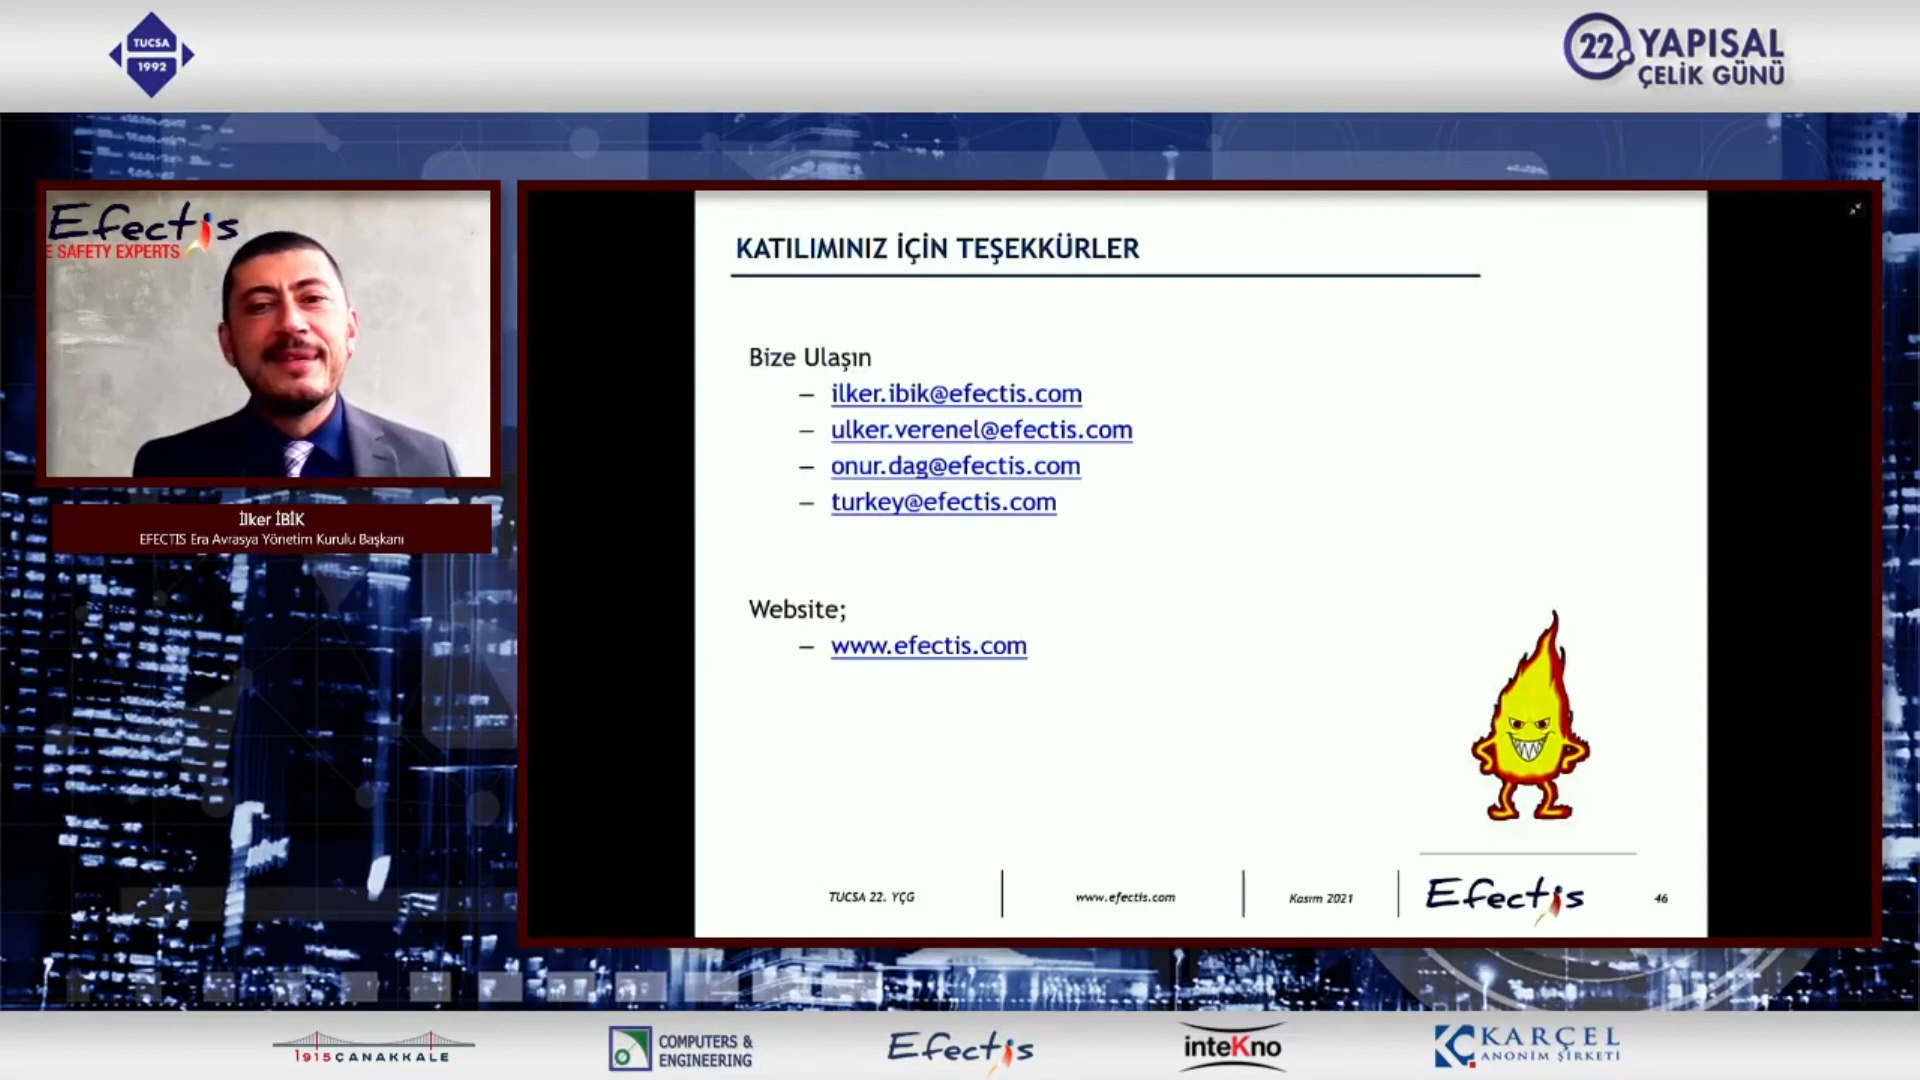 TUCSA
1992
22. YAPISAL
ÇELİK GÜNÜ
Efectis
E SAFETY EXPERTS
İlker İBİK
EFECTIS Era Avrasya Yönetim Kurulu Başkanı
KATILIMINIZ İÇİN TEŞEKKÜRLER
Bize Ulaşın
– ilker.ibik@efectis.com
– ulker.verenel@efectis.com
– onur.dag@efectis.com
– turkey@efectis.com
Website;
– www.efectis.com
TUCSA 22. YÇG
www.efectis.com
Kasım 2021
Efectis
46
1915ÇANAKKALE
COMPUTERS &
ENGINEERING
Efectis
inteKno
KARÇEL
ANONİM ŞİRKETİ